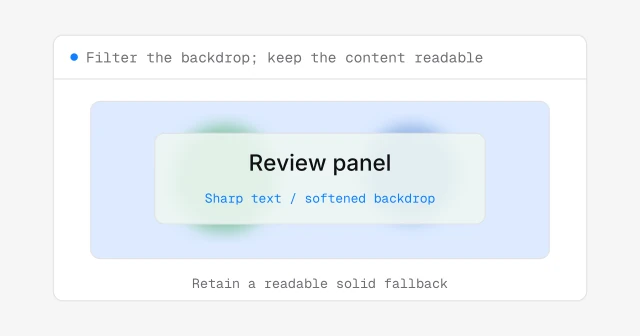 Filter the backdrop; keep the content readable
Review panel
Sharp text / softened backdrop
Retain a readable solid fallback